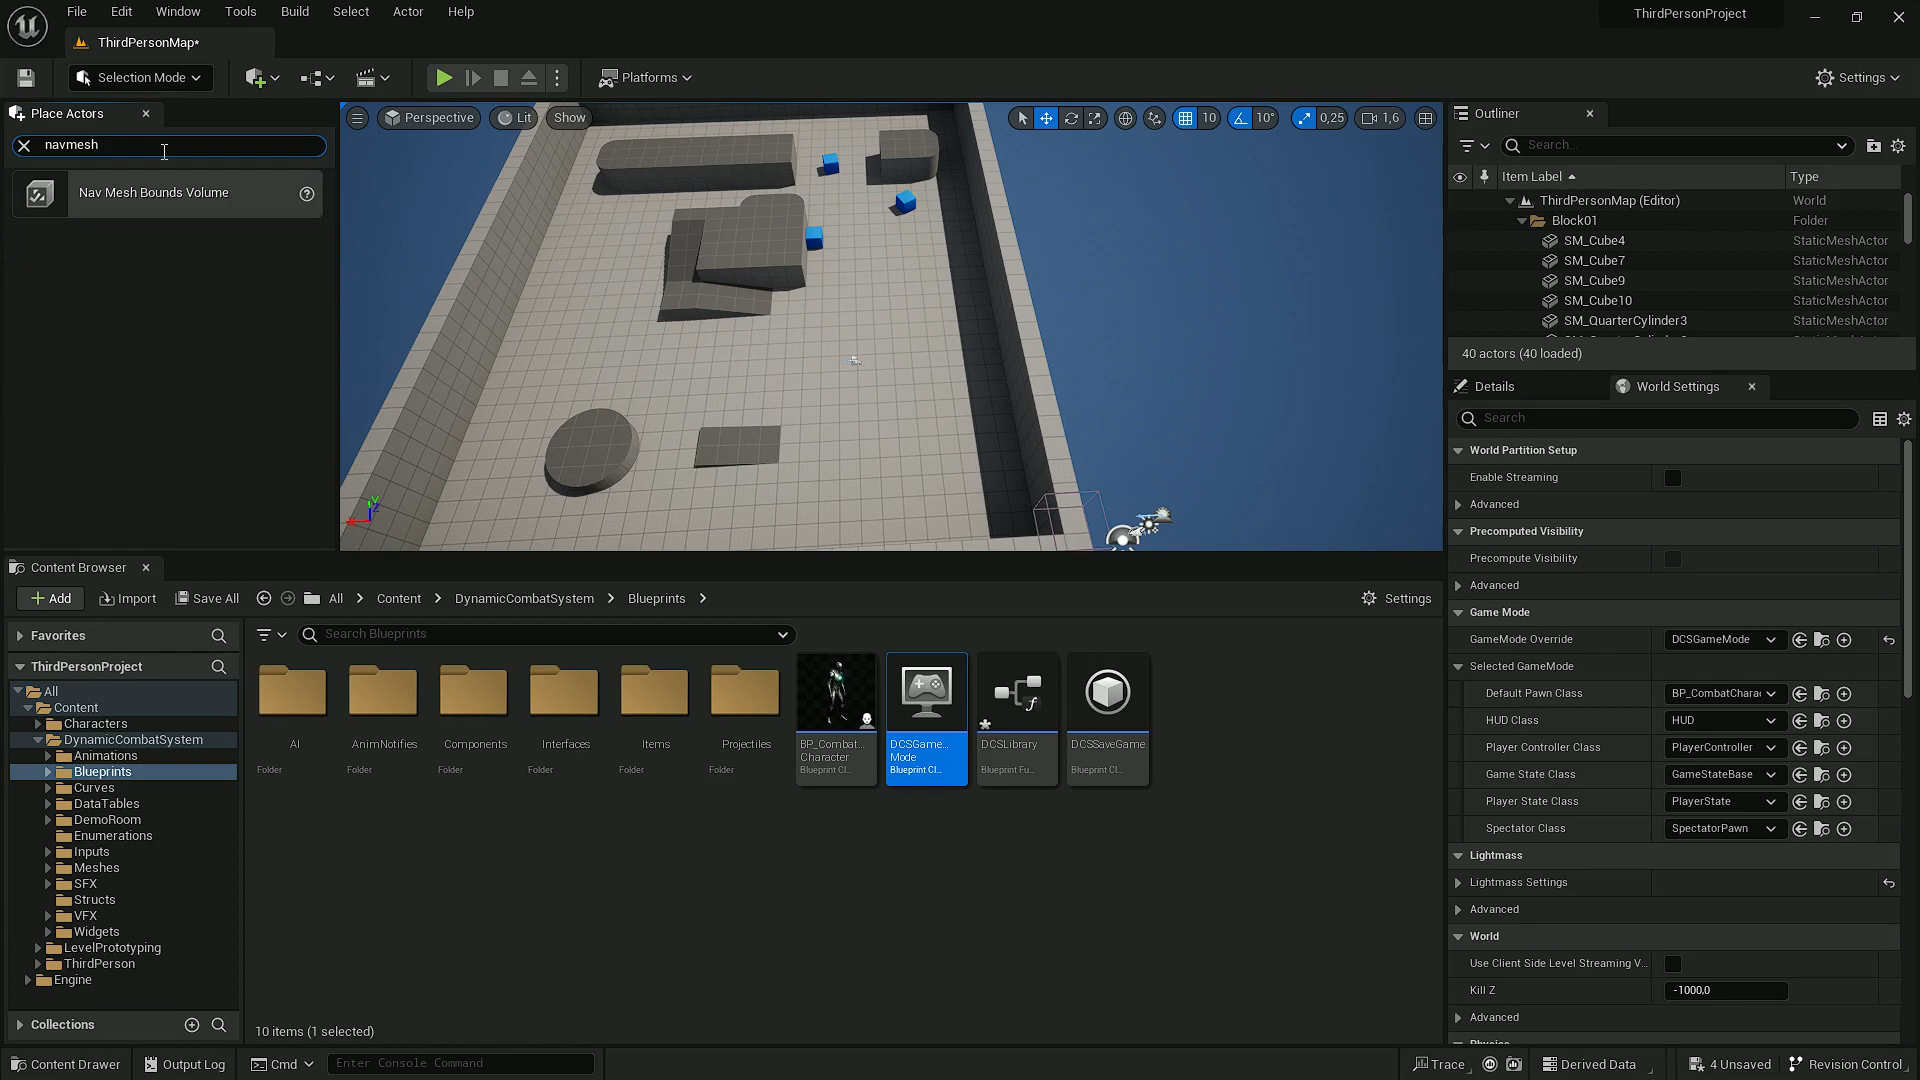 File Edit Window Tools Build Select Actor Help
ThirdPersonProject
ThirdPersonMap*
Selection Mode
Platforms
Settings
Place Actors
navmesh
Nav Mesh Bounds Volume
Perspective
Lit
Show
10
10°
0,25
1,6
Outliner
Search...
Item Label
Type
ThirdPersonMap (Editor) World
Block01 Folder
SM_Cube4 StaticMeshActor
SM_Cube7 StaticMeshActor
SM_Cube9 StaticMeshActor
SM_Cube10 StaticMeshActor
SM_QuarterCylinder3 StaticMeshActor
40 actors (40 loaded)
Details
World Settings
Search
World Partition Setup
Enable Streaming
Advanced
Precomputed Visibility
Precompute Visibility
Advanced
Game Mode
GameMode Override DCSGameMode
Selected GameMode
Default Pawn Class BP_CombatCharac
HUD Class HUD
Player Controller Class PlayerController
Game State Class GameStateBase
Player State Class PlayerState
Spectator Class SpectatorPawn
Lightmass
Lightmass Settings
Advanced
World
Use Client Side Level Streaming V...
Kill Z -1000,0
Advanced
Physics
Content Browser
Add
Import
Save All
All
Content
DynamicCombatSystem
Blueprints
Settings
Favorites
Search Blueprints
ThirdPersonProject
All
Content
Characters
DynamicCombatSystem
Animations
Blueprints
Curves
DataTables
DemoRoom
Enumerations
Inputs
Meshes
SFX
Structs
VFX
Widgets
LevelPrototyping
ThirdPerson
Engine
Collections
AI
Folder
AnimNotifies
Folder
Components
Folder
Interfaces
Folder
Items
Folder
Projectiles
Folder
BP_Combat...
Character
Blueprint Cl...
DCSGame...
Mode
Blueprint Cl...
DCSLibrary
Blueprint Fu...
DCSSaveGame
Blueprint Cl...
10 items (1 selected)
Content Drawer
Output Log
Cmd
Enter Console Command
Trace
Derived Data
4 Unsaved
Revision Control